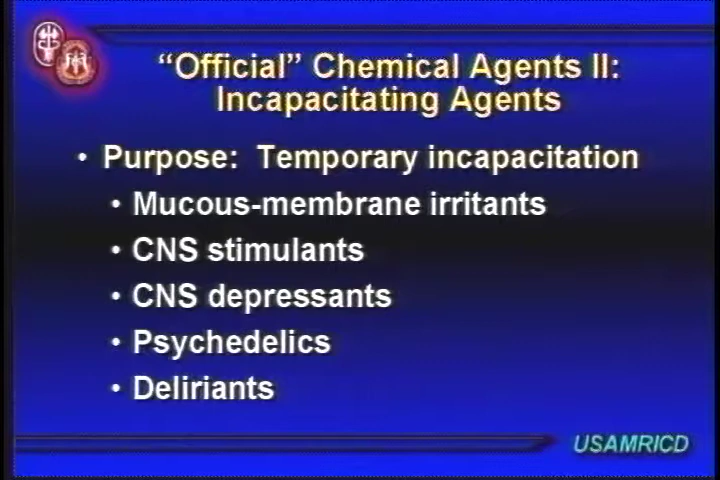 “Official” Chemical Agents II:
Incapacitating Agents
• Purpose: Temporary incapacitation
• Mucous-membrane irritants
• CNS stimulants
• CNS depressants
• Psychedelics
• Deliriants
USAMRICD